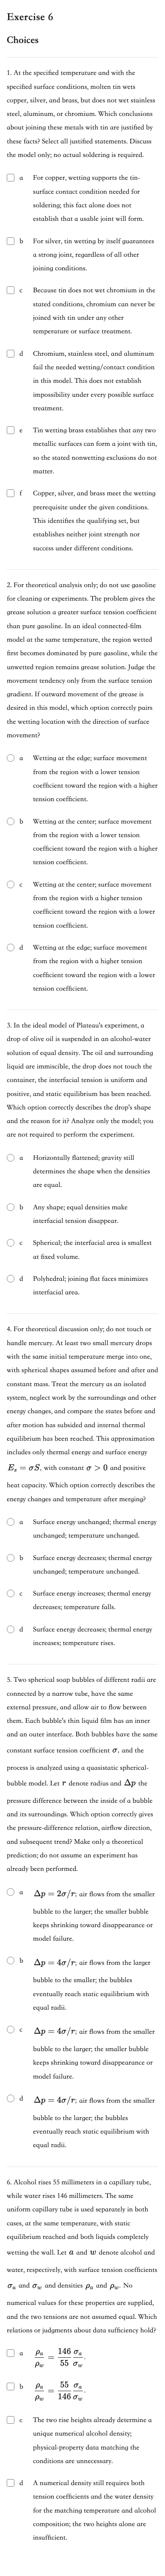 Exercise 6
Choices
1. At the specified temperature and with the
specified surface conditions, molten tin wets
copper, silver, and brass, but does not wet stainless
steel, aluminum, or chromium. Which conclusions
about joining these metals with tin are justified by
these facts? Select all justified statements. Discuss
the model only; no actual soldering is required.
a For copper, wetting supports the tin-
surface contact condition needed for
soldering; this fact alone does not
establish that a usable joint will form.
b For silver, tin wetting by itself guarantees
a strong joint, regardless of all other
joining conditions.
c Because tin does not wet chromium in the
stated conditions, chromium can never be
joined with tin under any other
temperature or surface treatment.
d Chromium, stainless steel, and aluminum
fail the needed wetting/contact condition
in this model. This does not establish
impossibility under every possible surface
treatment.
e Tin wetting brass establishes that any two
metallic surfaces can form a joint with tin,
so the stated nonwetting exclusions do not
matter.
f Copper, silver, and brass meet the wetting
prerequisite under the given conditions.
This identifies the qualifying set, but
establishes neither joint strength nor
success under different conditions.
2. For theoretical analysis only; do not use gasoline
for cleaning or experiments. The problem gives the
grease solution a greater surface tension coefficient
than pure gasoline. In an ideal connected-film
model at the same temperature, the region wetted
first becomes dominated by pure gasoline, while the
unwetted region remains grease solution. Judge the
movement tendency only from the surface tension
gradient. If outward movement of the grease is
desired in this model, which option correctly pairs
the wetting location with the direction of surface
movement?
a Wetting at the edge; surface movement
from the region with a lower tension
coefficient toward the region with a higher
tension coefficient.
b Wetting at the center; surface movement
from the region with a lower tension
coefficient toward the region with a higher
tension coefficient.
c Wetting at the center; surface movement
from the region with a higher tension
coefficient toward the region with a lower
tension coefficient.
d Wetting at the edge; surface movement
from the region with a higher tension
coefficient toward the region with a lower
tension coefficient.
3. In the ideal model of Plateau's experiment, a
drop of olive oil is suspended in an alcohol-water
solution of equal density. The oil and surrounding
liquid are immiscible, the drop does not touch the
container, the interfacial tension is uniform and
positive, and static equilibrium has been reached.
Which option correctly describes the drop's shape
and the reason for it? Analyze only the model; you
are not required to perform the experiment.
a Horizontally flattened; gravity still
determines the shape when the densities
are equal.
b Any shape; equal densities make
interfacial tension disappear.
c Spherical; the interfacial area is smallest
at fixed volume.
d Polyhedral; joining flat faces minimizes
interfacial area.
4. For theoretical discussion only; do not touch or
handle mercury. At least two small mercury drops
with the same initial temperature merge into one,
with spherical shapes assumed before and after and
constant mass. Treat the mercury as an isolated
system, neglect work by the surroundings and other
energy changes, and compare the states before and
after motion has subsided and internal thermal
equilibrium has been reached. This approximation
includes only thermal energy and surface energy
E_s = σS, with constant σ > 0 and positive
heat capacity. Which option correctly describes the
energy changes and temperature after merging?
a Surface energy unchanged; thermal energy
unchanged; temperature unchanged.
b Surface energy decreases; thermal energy
unchanged; temperature unchanged.
c Surface energy increases; thermal energy
decreases; temperature falls.
d Surface energy decreases; thermal energy
increases; temperature rises.
5. Two spherical soap bubbles of different radii are
connected by a narrow tube, have the same
external pressure, and allow air to flow between
them. Each bubble's thin liquid film has an inner
and an outer interface. Both bubbles have the same
constant surface tension coefficient σ, and the
process is analyzed using a quasistatic spherical-
bubble model. Let r denote radius and Δp the
pressure difference between the inside of a bubble
and its surroundings. Which option correctly gives
the pressure-difference relation, airflow direction,
and subsequent trend? Make only a theoretical
prediction; do not assume an experiment has
already been performed.
a Δp = 2σ/r; air flows from the smaller
bubble to the larger; the smaller bubble
keeps shrinking toward disappearance or
model failure.
b Δp = 4σ/r; air flows from the larger
bubble to the smaller; the bubbles
eventually reach static equilibrium with
equal radii.
c Δp = 4σ/r; air flows from the smaller
bubble to the larger; the smaller bubble
keeps shrinking toward disappearance or
model failure.
d Δp = 4σ/r; air flows from the smaller
bubble to the larger; the bubbles
eventually reach static equilibrium with
equal radii.
6. Alcohol rises 55 millimeters in a capillary tube,
while water rises 146 millimeters. The same
uniform capillary tube is used separately in both
cases, at the same temperature, with static
equilibrium reached and both liquids completely
wetting the wall. Let a and w denote alcohol and
water, respectively, with surface tension coefficients
σ_a and σ_w and densities ρ_a and ρ_w. No
numerical values for these properties are supplied,
and the two tensions are not assumed equal. Which
relations or judgments about data sufficiency hold?
a ρ_a/ρ_w = 146/55 σ_a/σ_w.
b ρ_a/ρ_w = 55/146 σ_a/σ_w.
c The two rise heights already determine a
unique numerical alcohol density;
physical-property data matching the
conditions are unnecessary.
d A numerical density still requires both
tension coefficients and the water density
for the matching temperature and alcohol
composition; the two heights alone are
insufficient.